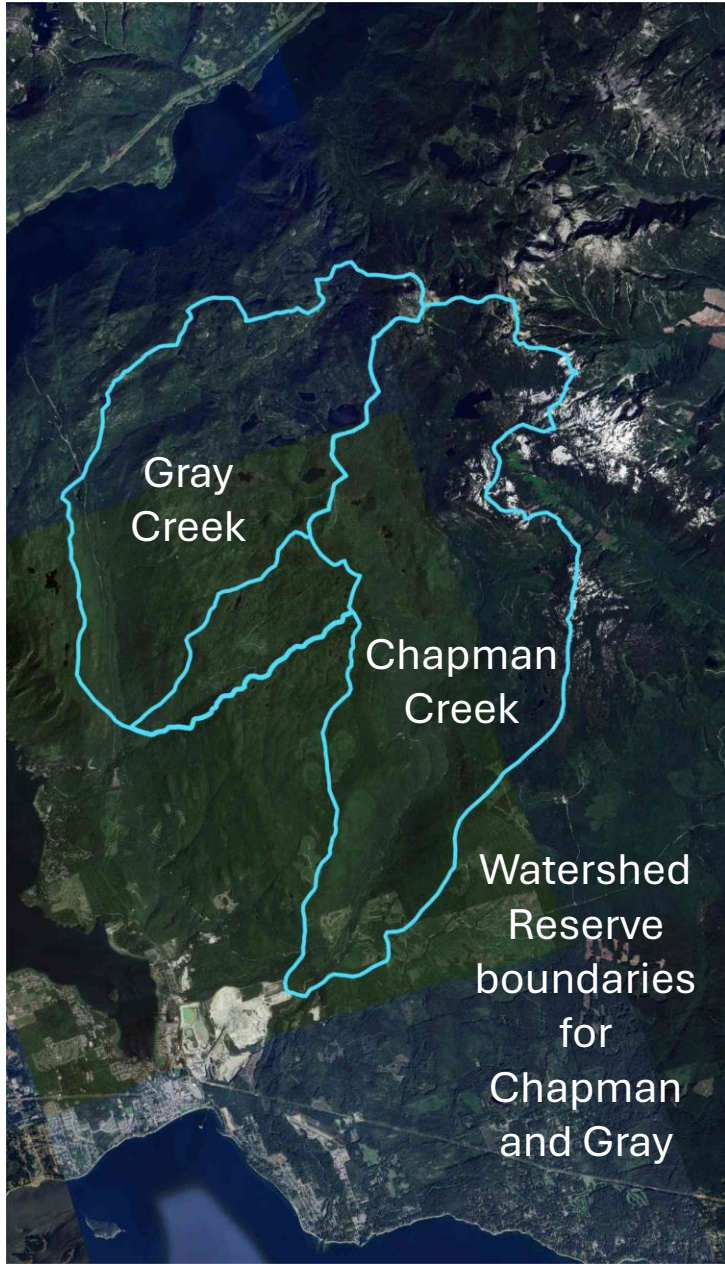 Gray
Creek
Chapman
Creek
Watershed
Reserve
boundaries
for
Chapman
and Gray